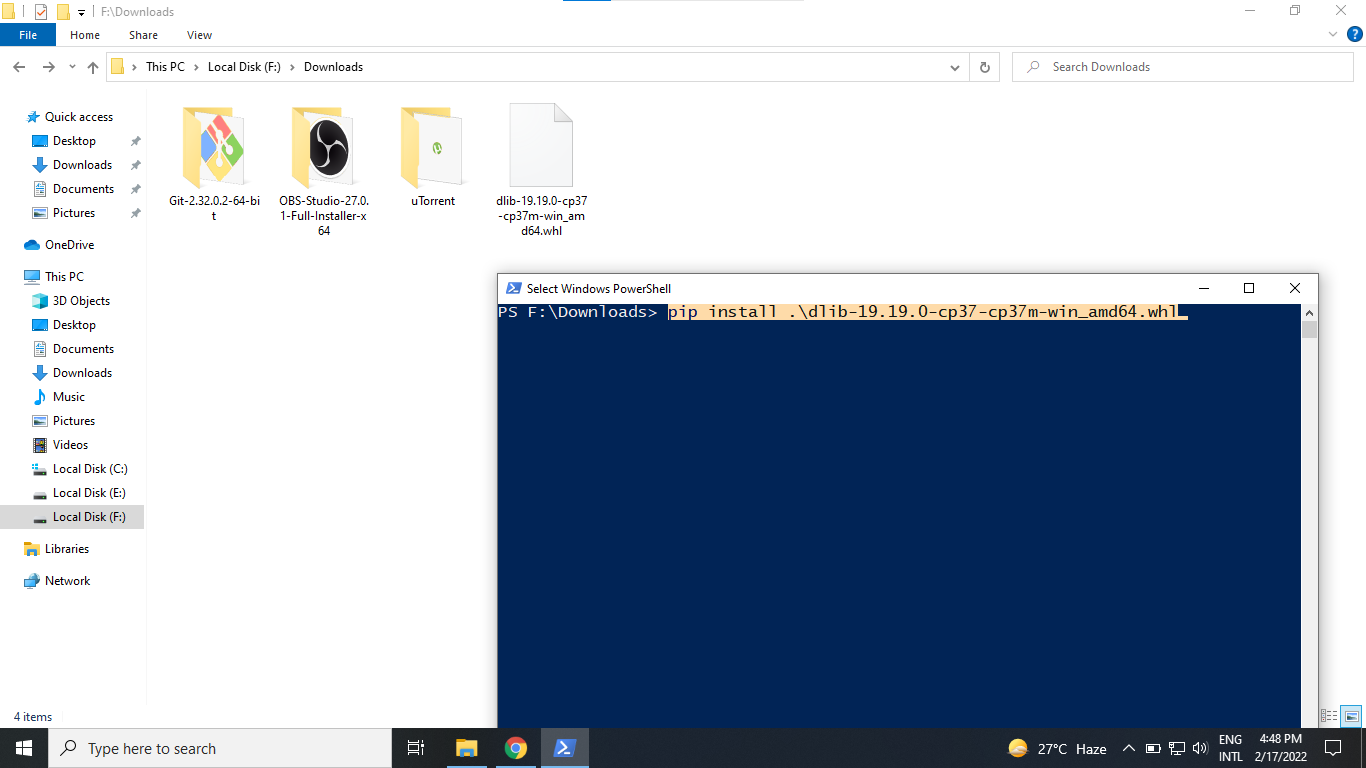 F:\Downloads
File Home Share View
This PC Local Disk (F:) Downloads
Search Downloads
Quick access
Desktop
Downloads
Documents
Pictures
OneDrive
This PC
3D Objects
Desktop
Documents
Downloads
Music
Pictures
Videos
Local Disk (C:)
Local Disk (E:)
Local Disk (F:)
Libraries
Network
Git-2.32.0.2-64-bi
t
OBS-Studio-27.0.
1-Full-Installer-x
64
uTorrent
dlib-19.19.0-cp37
-cp37m-win_am
d64.whl
Select Windows PowerShell
PS F:\Downloads> pip install .\dlib-19.19.0-cp37-cp37m-win_amd64.whl
4 items
Type here to search
27°C Haze
ENG
INTL
4:48 PM
2/17/2022